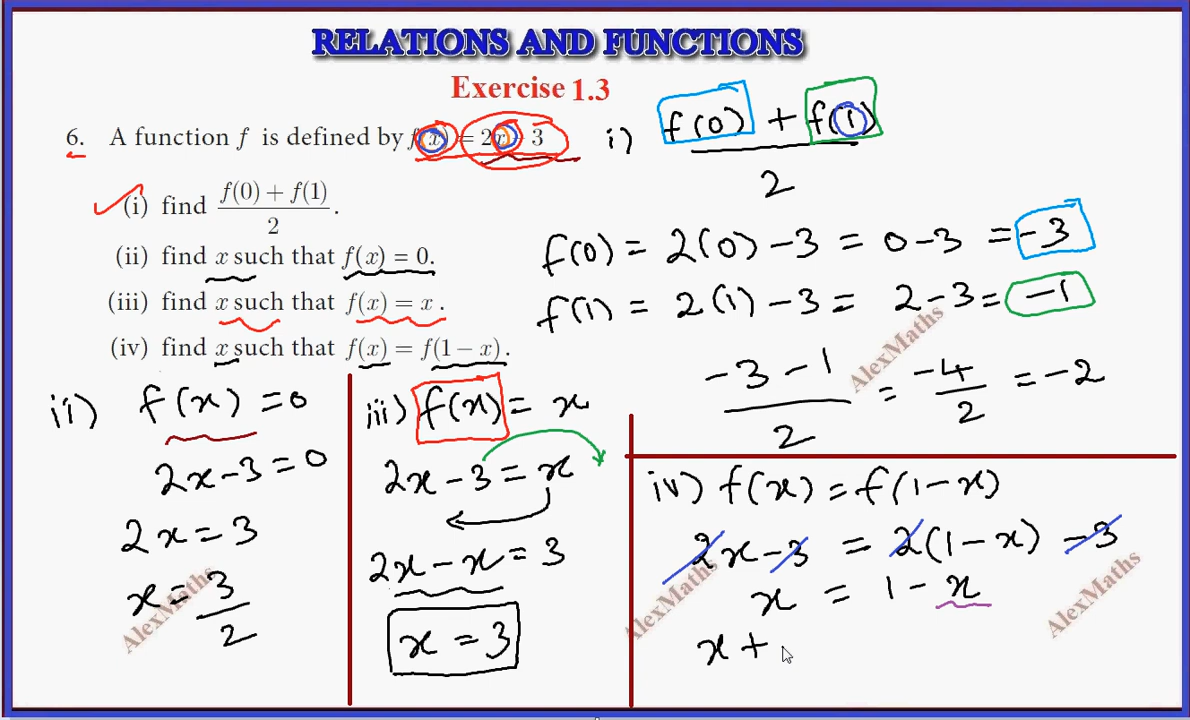 RELATIONS AND FUNCTIONS
Exercise 1.3
6. A function f is defined by f(x) = 2x – 3
(i) find f(0) + f(1) / 2 .
(ii) find x such that f(x) = 0.
(iii) find x such that f(x) = x .
(iv) find x such that f(x) = f(1 – x).
i) f(0) + f(1) / 2
f(0) = 2(0) – 3 = 0 – 3 = –3
f(1) = 2(1) – 3 = 2 – 3 = –1
–3 – 1 / 2 = –4 / 2 = –2
ii) f(x) = 0
2x – 3 = 0
2x = 3
x = 3 / 2
iii) f(x) = x
2x – 3 = x
2x – x = 3
x = 3
iv) f(x) = f(1 – x)
2x – 3 = 2(1 – x) – 3
x = 1 – x
x +
AlexMaths
AlexMaths
AlexMaths
AlexMaths